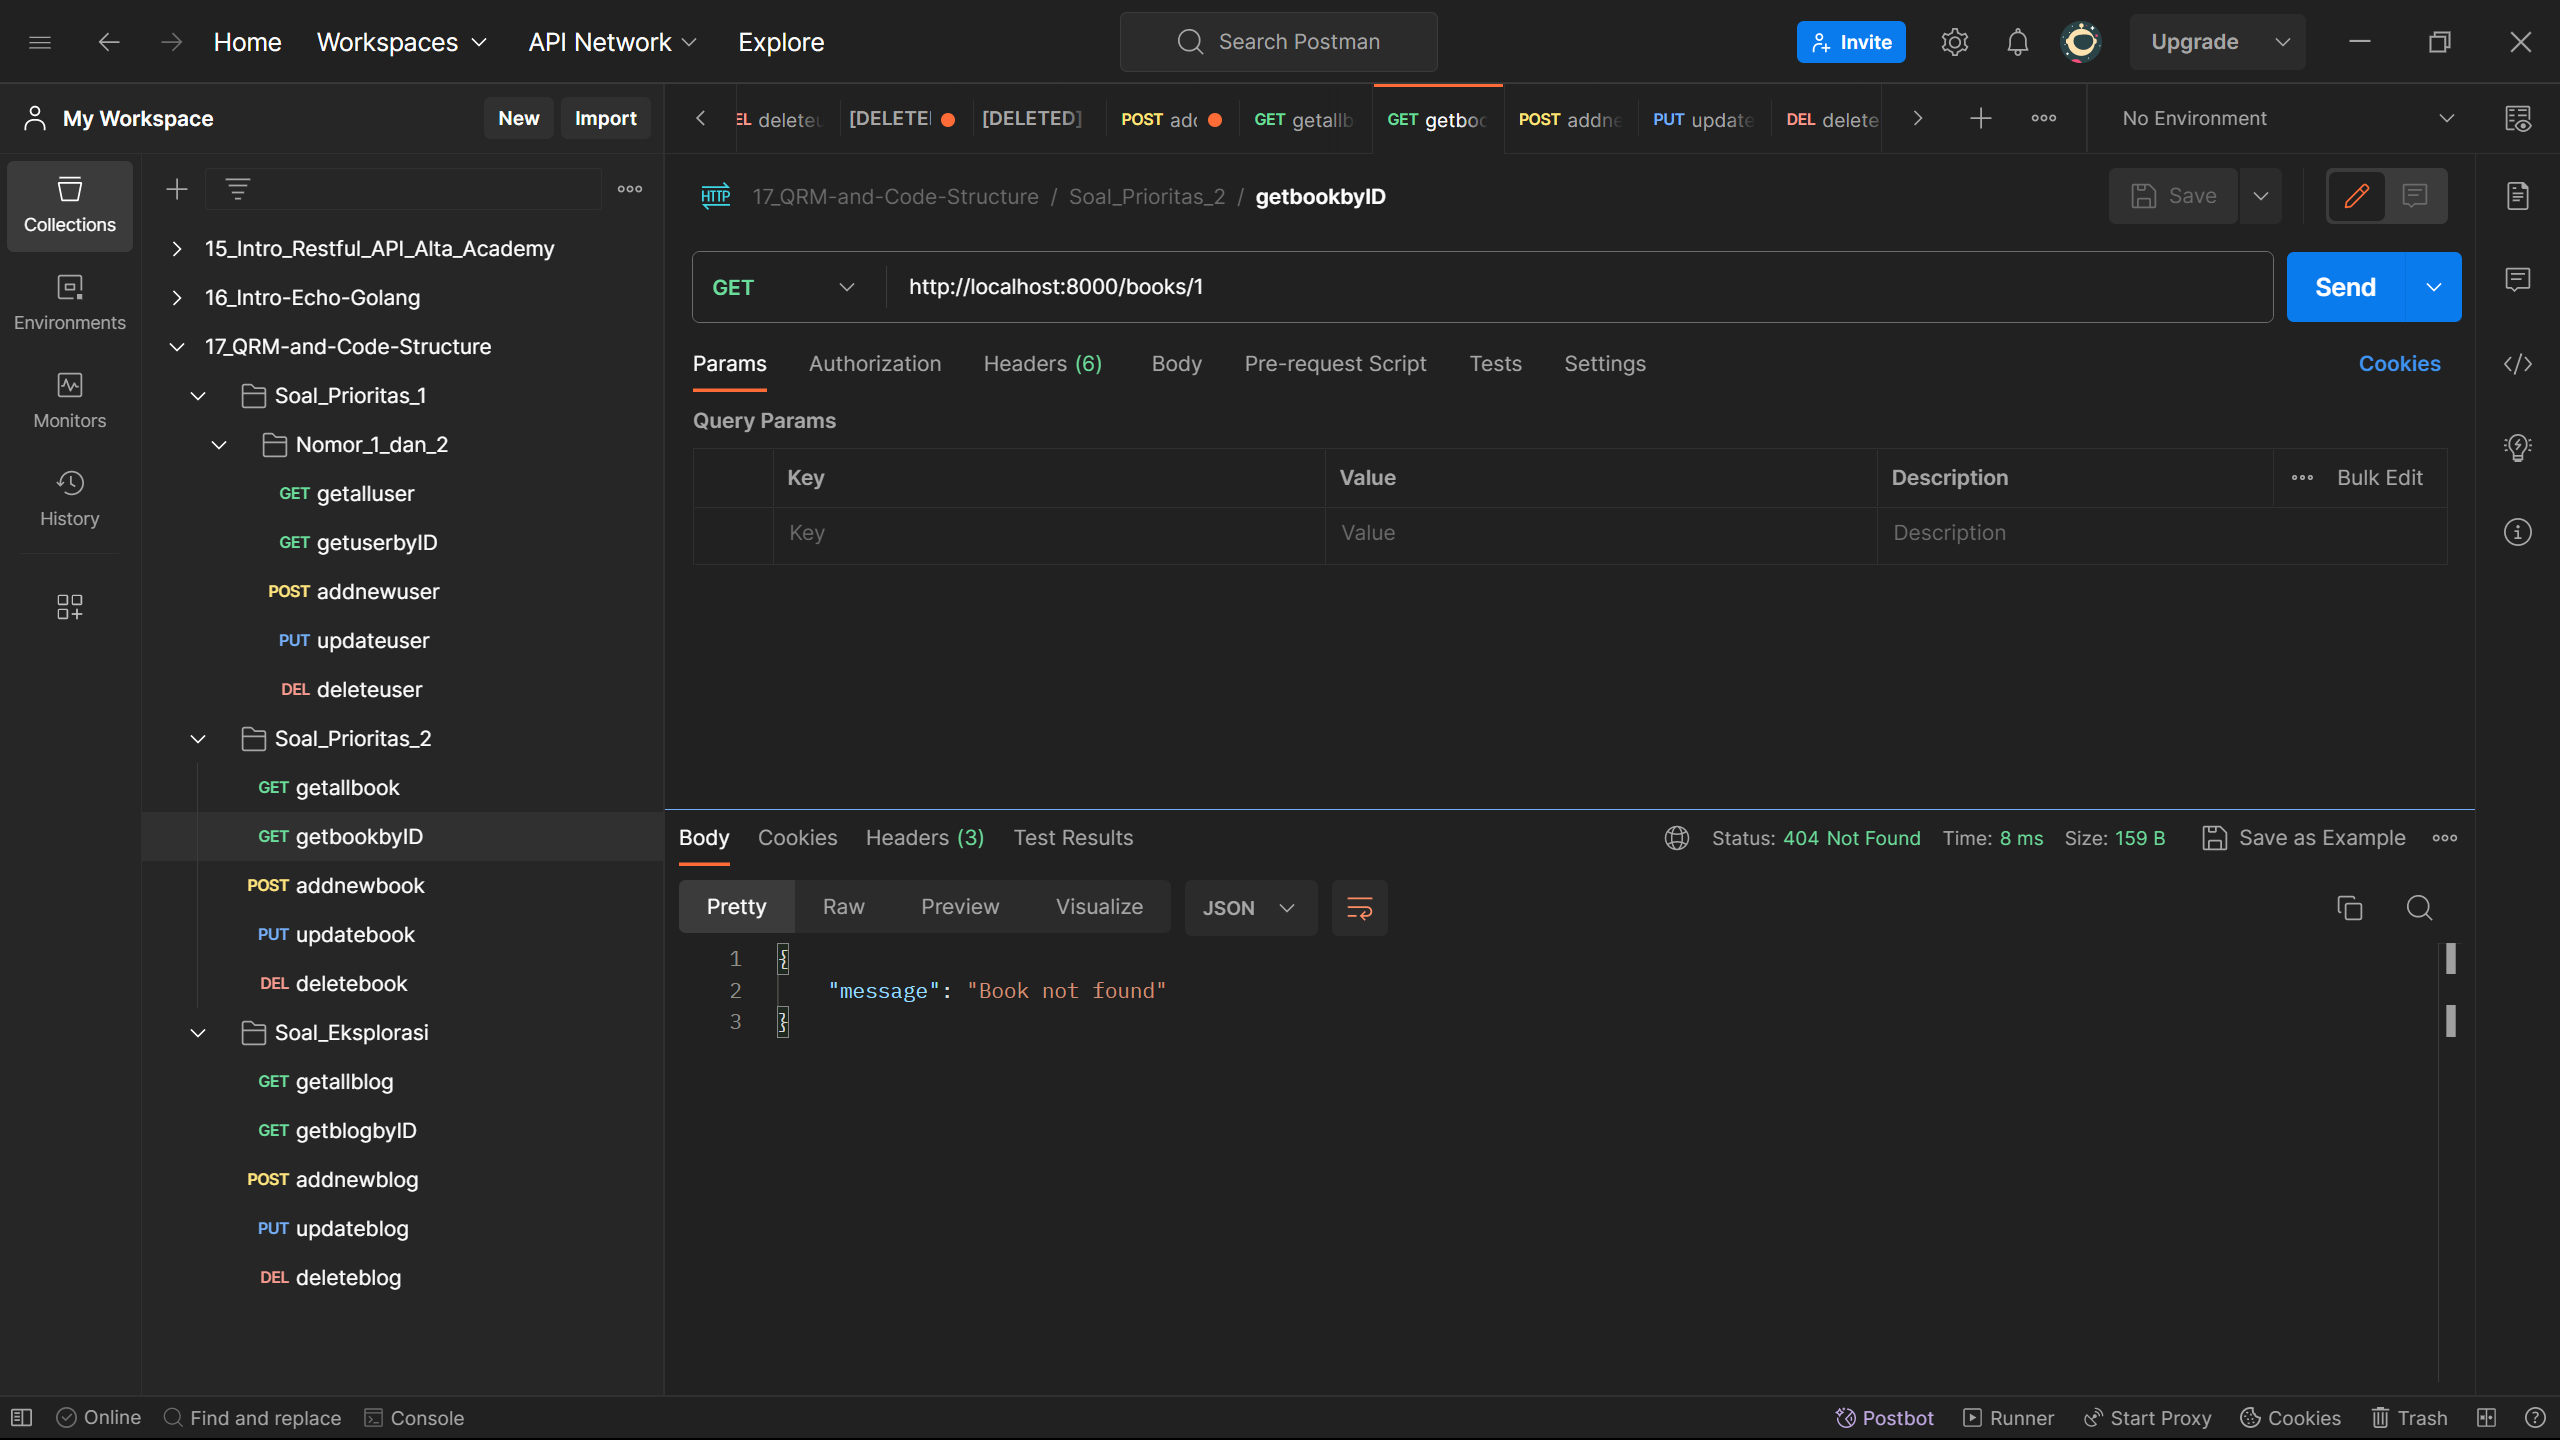 Home Workspaces API Network Explore Search Postman Invite Upgrade
My Workspace New Import
EL deleteu [DELETE [DELETED] POST add GET getallb GET getboo POST addne PUT update DEL delete No Environment
Collections
Environments
Monitors
History
15_Intro_Restful_API_Alta_Academy
16_Intro-Echo-Golang
17_QRM-and-Code-Structure
Soal_Prioritas_1
Nomor_1_dan_2
GET getalluser
GET getuserbyID
POST addnewuser
PUT updateuser
DEL deleteuser
Soal_Prioritas_2
GET getallbook
GET getbookbyID
POST addnewbook
PUT updatebook
DEL deletebook
Soal_Eksplorasi
GET getallblog
GET getblogbyID
POST addnewblog
PUT updateblog
DEL deleteblog
HTTP 17_QRM-and-Code-Structure / Soal_Prioritas_2 / getbookbyID Save
GET http://localhost:8000/books/1 Send
Params Authorization Headers (6) Body Pre-request Script Tests Settings Cookies
Query Params
Key Value Description Bulk Edit
Key Value Description
Body Cookies Headers (3) Test Results Status: 404 Not Found Time: 8 ms Size: 159 B Save as Example
Pretty Raw Preview Visualize JSON
1 {
2 "message": "Book not found"
3 }
Online Find and replace Console Postbot Runner Start Proxy Cookies Trash